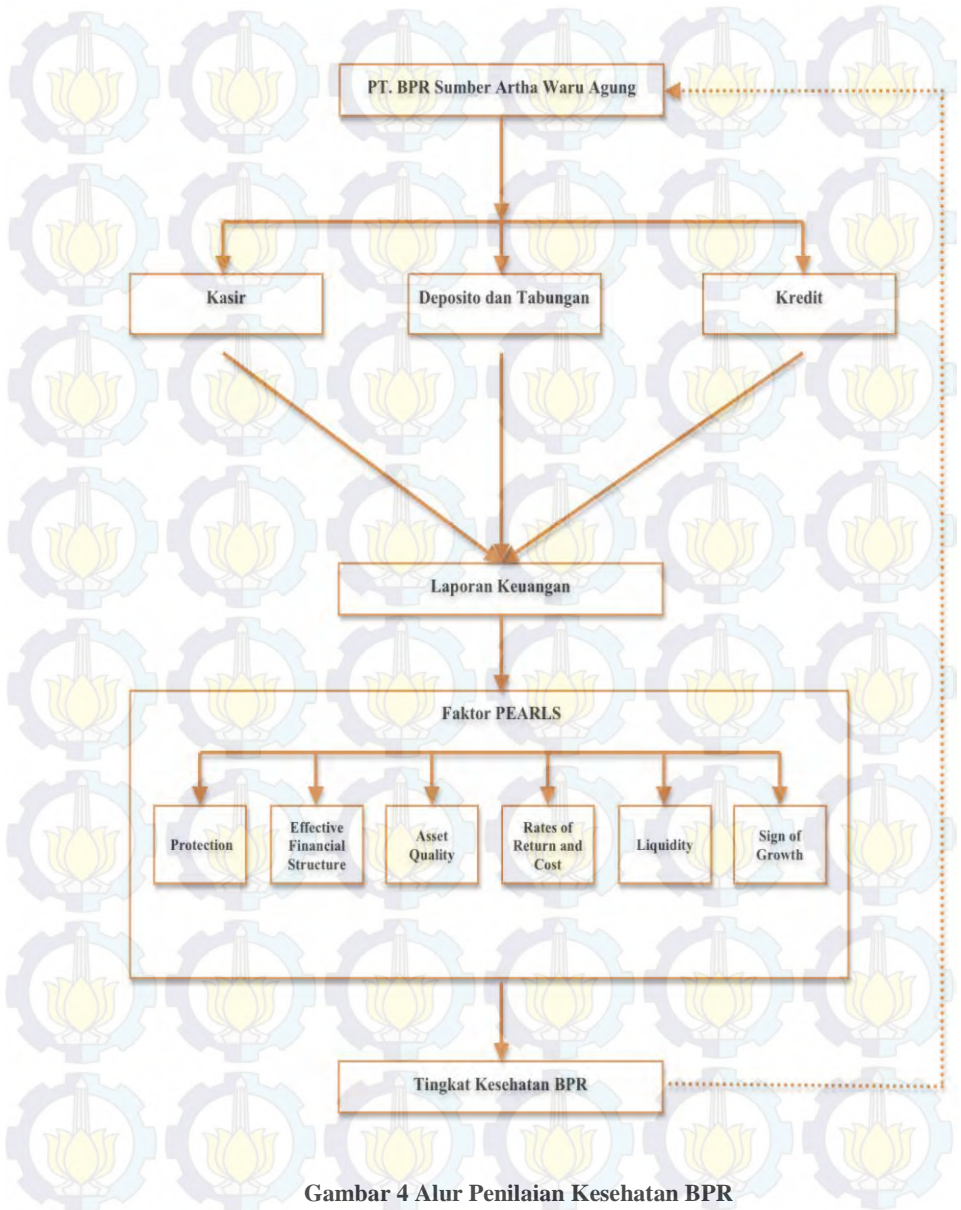 PT. BPR Sumber Artha Waru Agung
Kasir
Deposito dan Tabungan
Kredit
Laporan Keuangan
Faktor PEARLS
Protection
Effective
Financial
Structure
Asset
Quality
Rates of
Return and
Cost
Liquidity
Sign of
Growth
Tingkat Kesehatan BPR
Gambar 4 Alur Penilaian Kesehatan BPR